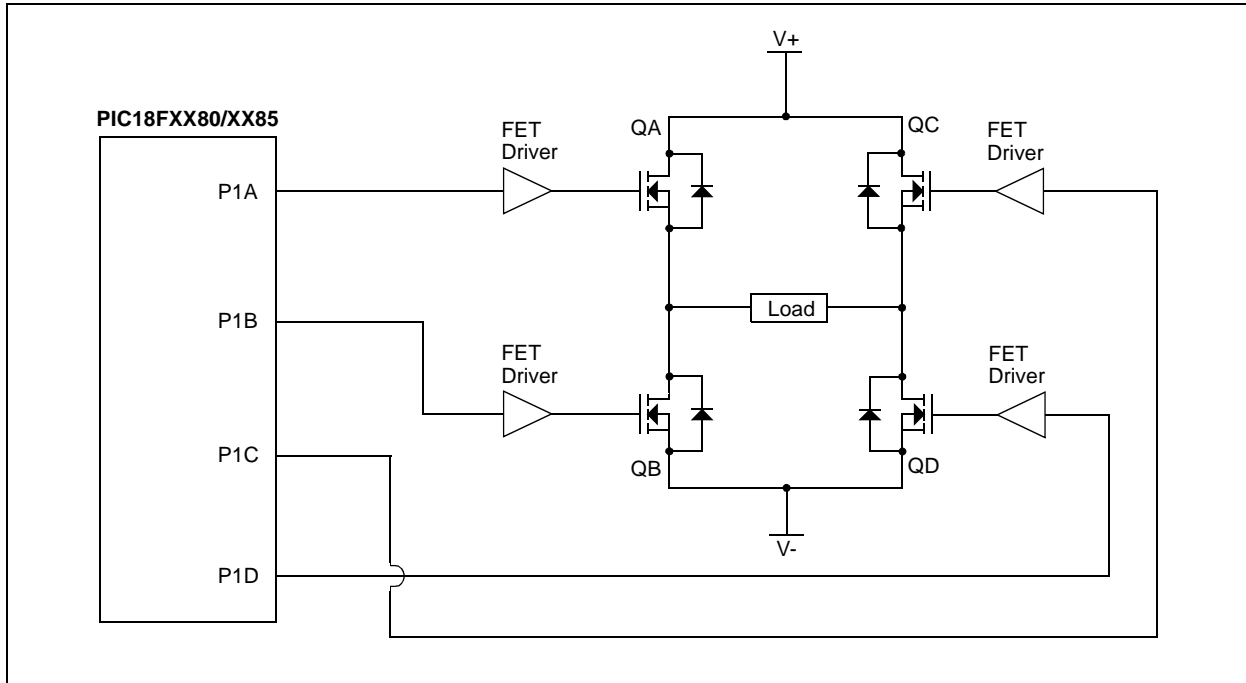 V+
PIC18FXX80/XX85
FET
Driver
QA
QC
FET
Driver
P1A
P1B
Load
FET
Driver
FET
Driver
P1C
QB
QD
V-
P1D